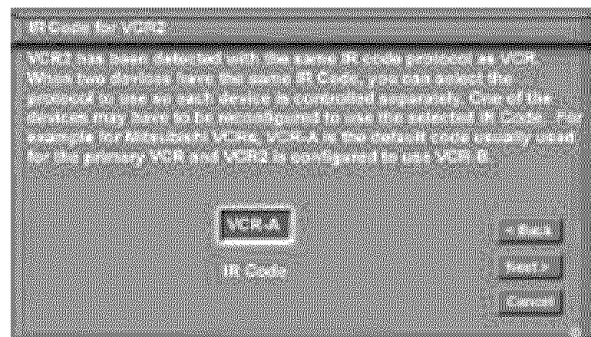 IR Code for VCR2
VCR2 has been detected with the same IR code protocol as VCR.
When two devices have the same IR Code, you can select the
protocol to use so each device is controlled separately. One of the
devices may have to be reconfigured to use the selected IR Code. For
example for Mitsubishi VCRs, VCR-A is the default code usually used
for the primary VCR and VCR2 is configured to use VCR-B.
VCR-A
< Back
IR Code
Next >
Cancel